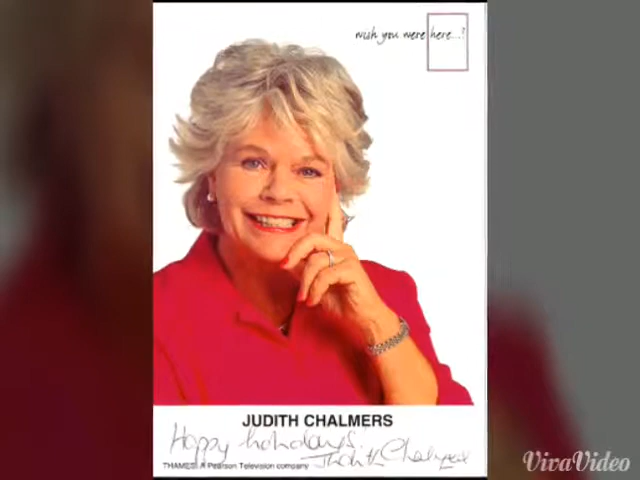 wish you were here...!
JUDITH CHALMERS
Happy holidays.
Judith Chalmers
THAMES: A Pearson Television company
VivaVideo